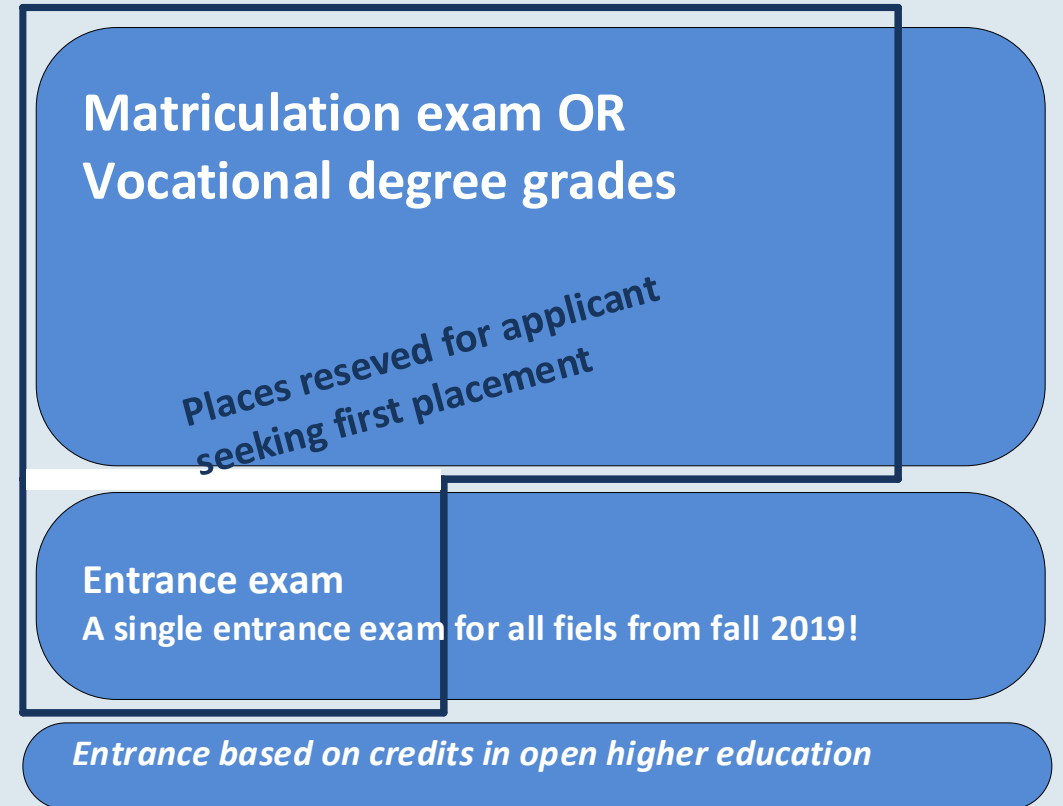 Matriculation exam OR
Vocational degree grades
Places reseved for applicant
seeking first placement
Entrance exam
A single entrance exam for all fiels from fall 2019!
Entrance based on credits in open higher education